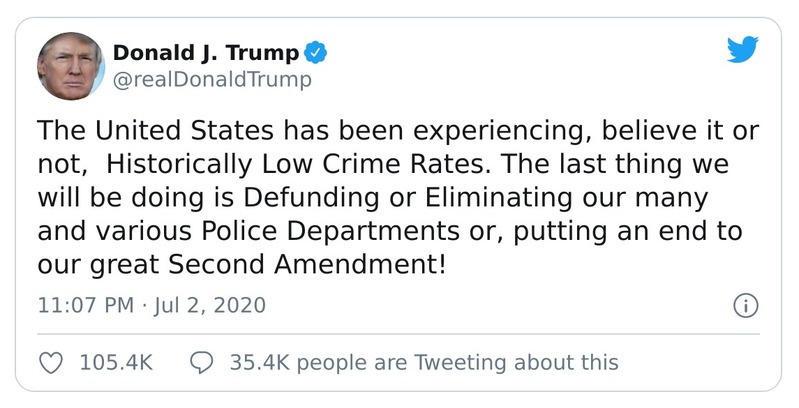 Donald J. Trump
@realDonaldTrump
The United States has been experiencing, believe it or
not,  Historically Low Crime Rates. The last thing we
will be doing is Defunding or Eliminating our many
and various Police Departments or, putting an end to
our great Second Amendment!
11:07 PM · Jul 2, 2020
105.4K 35.4K people are Tweeting about this